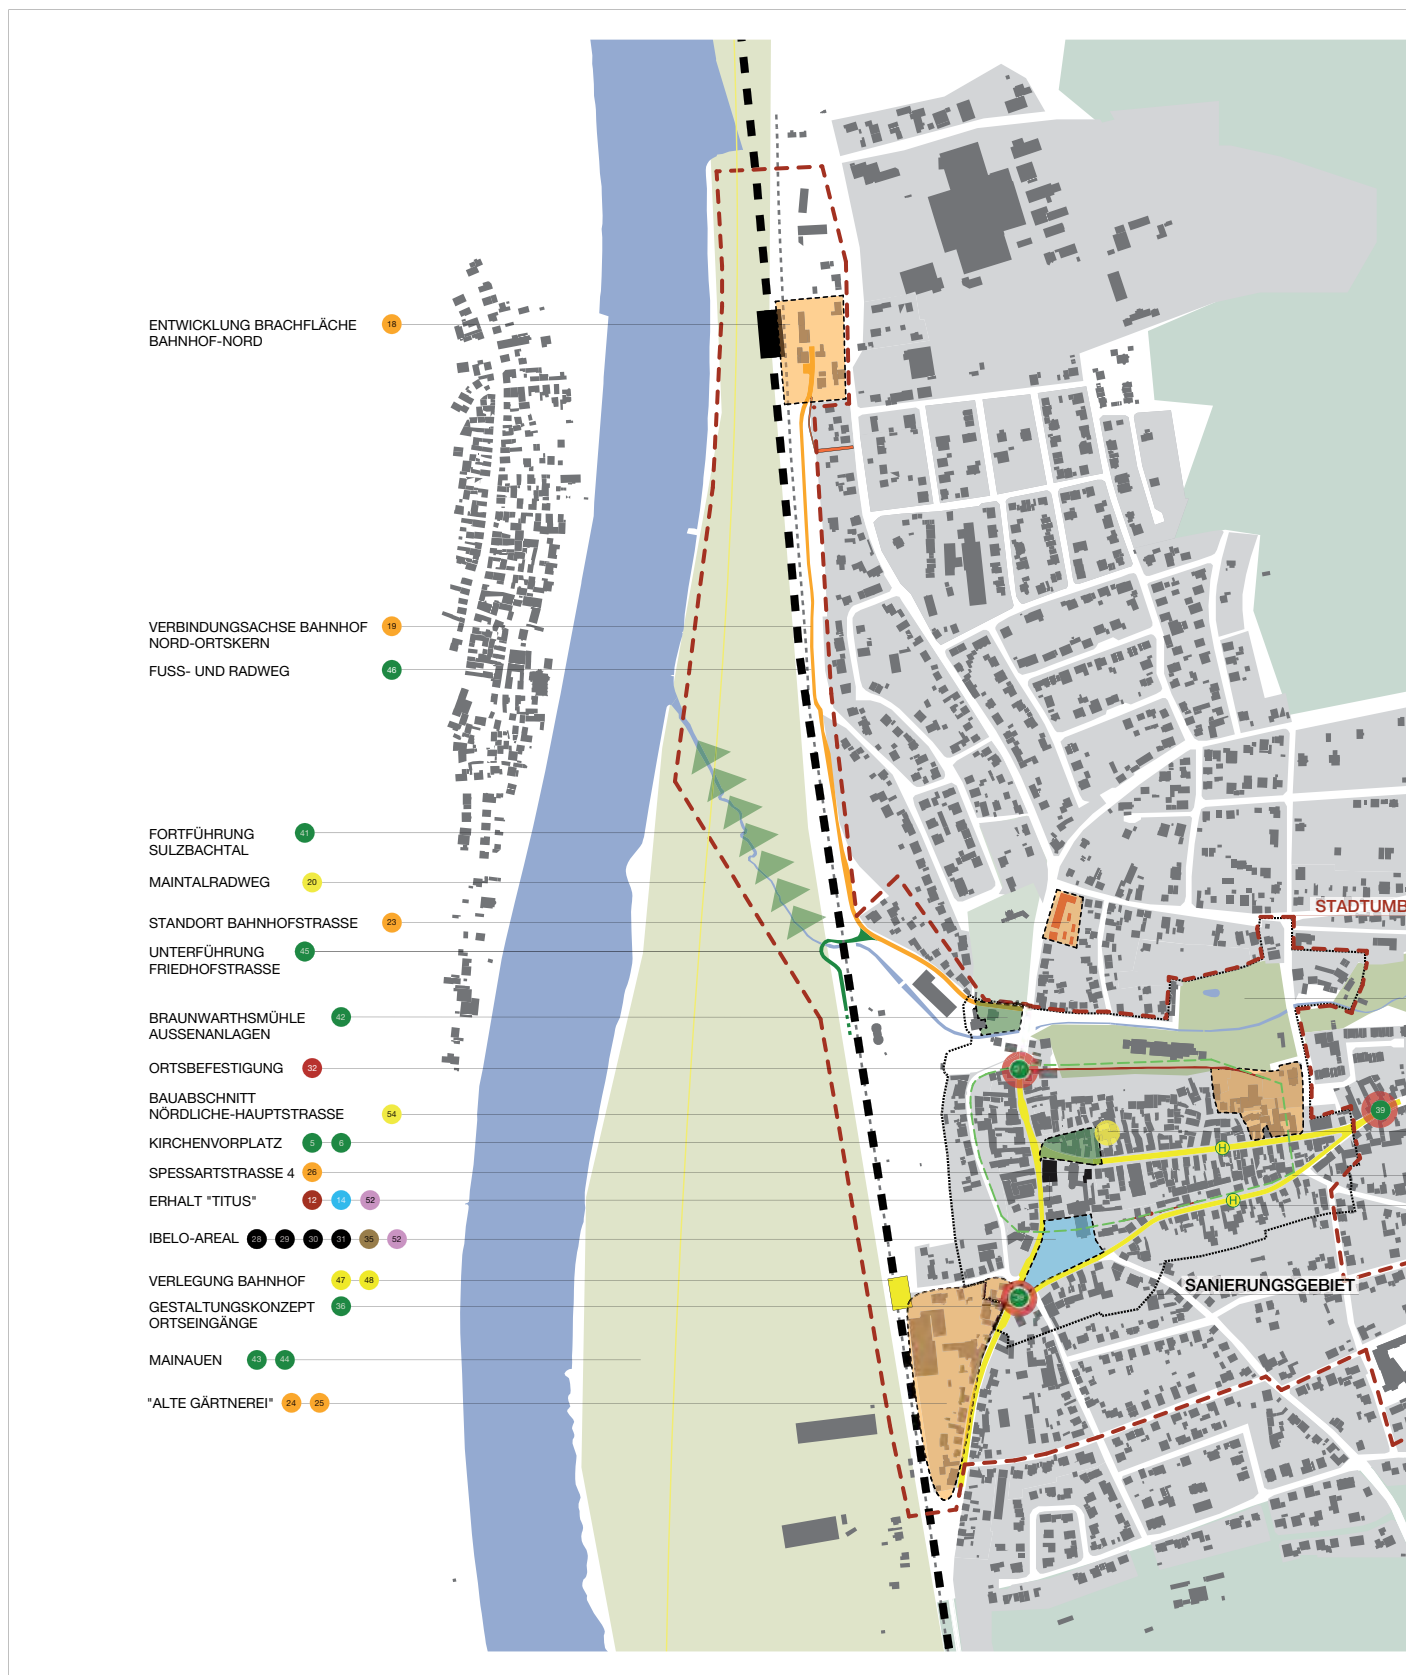 ENTWICKLUNG BRACHFLÄCHE 18
BAHNHOF-NORD
VERBINDUNGSACHSE BAHNHOF 19
NORD-ORTSKERN
FUSS- UND RADWEG 46
FORTFÜHRUNG 41
SULZBACHTAL
MAINTALRADWEG 20
STANDORT BAHNHOFSTRASSE 23
UNTERFÜHRUNG 45
FRIEDHOFSTRASSE
BRAUNWARTHSMÜHLE 42
AUSSENANLAGEN
ORTSBEFESTIGUNG 32
BAUABSCHNITT
NÖRDLICHE-HAUPTSTRASSE 54
KIRCHENVORPLATZ 5 6
SPESSARTSTRASSE 4 26
ERHALT "TITUS" 12 14 52
IBELO-AREAL 28 29 30 31 35 52
VERLEGUNG BAHNHOF 47 48
GESTALTUNGSKONZEPT 36
ORTSEINGÄNGE
MAINAUEN 43 44
"ALTE GÄRTNEREI" 24 25
STADTUMB
39
H
H
SANIERUNGSGEBIET